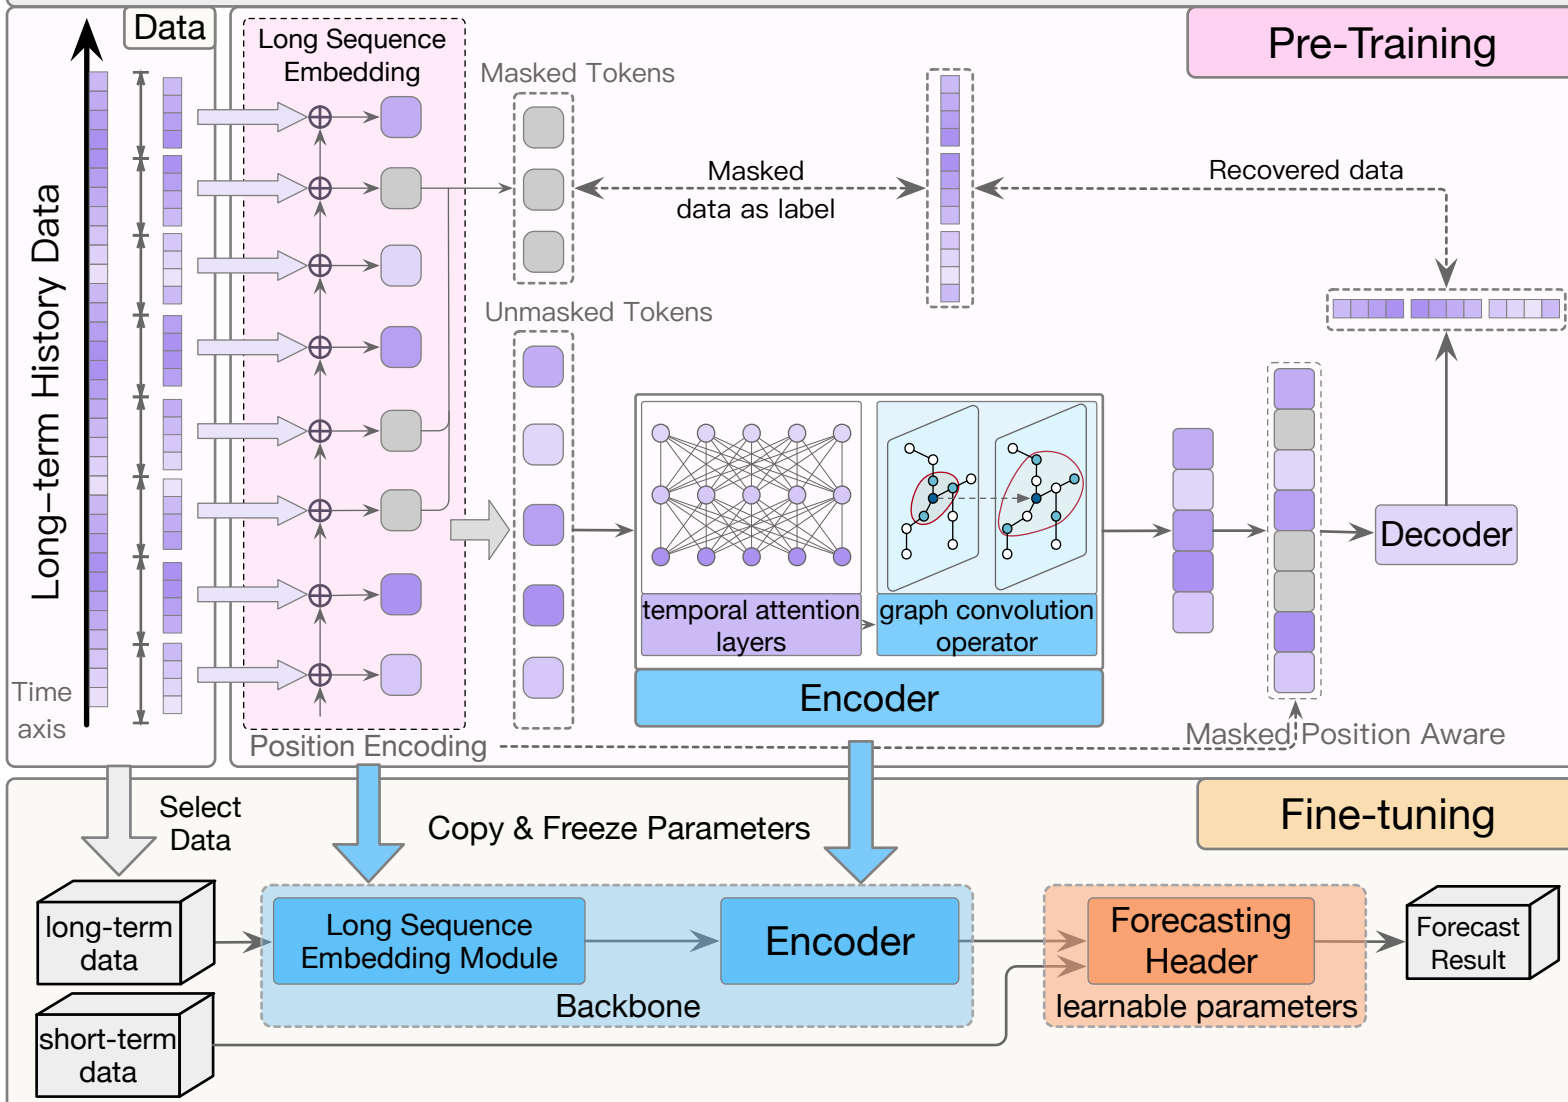 Data
Long-term History Data
Time
axis
Long Sequence
Embedding
Pre-Training
Masked Tokens
Masked
data as label
Recovered data
Unmasked Tokens
temporal attention
layers
graph convolution
operator
Encoder
Decoder
Position Encoding
Masked Position Aware
Select
Data
Copy & Freeze Parameters
Fine-tuning
long-term
data
Long Sequence
Embedding Module
Encoder
Backbone
Forecasting
Header
learnable parameters
Forecast
Result
short-term
data